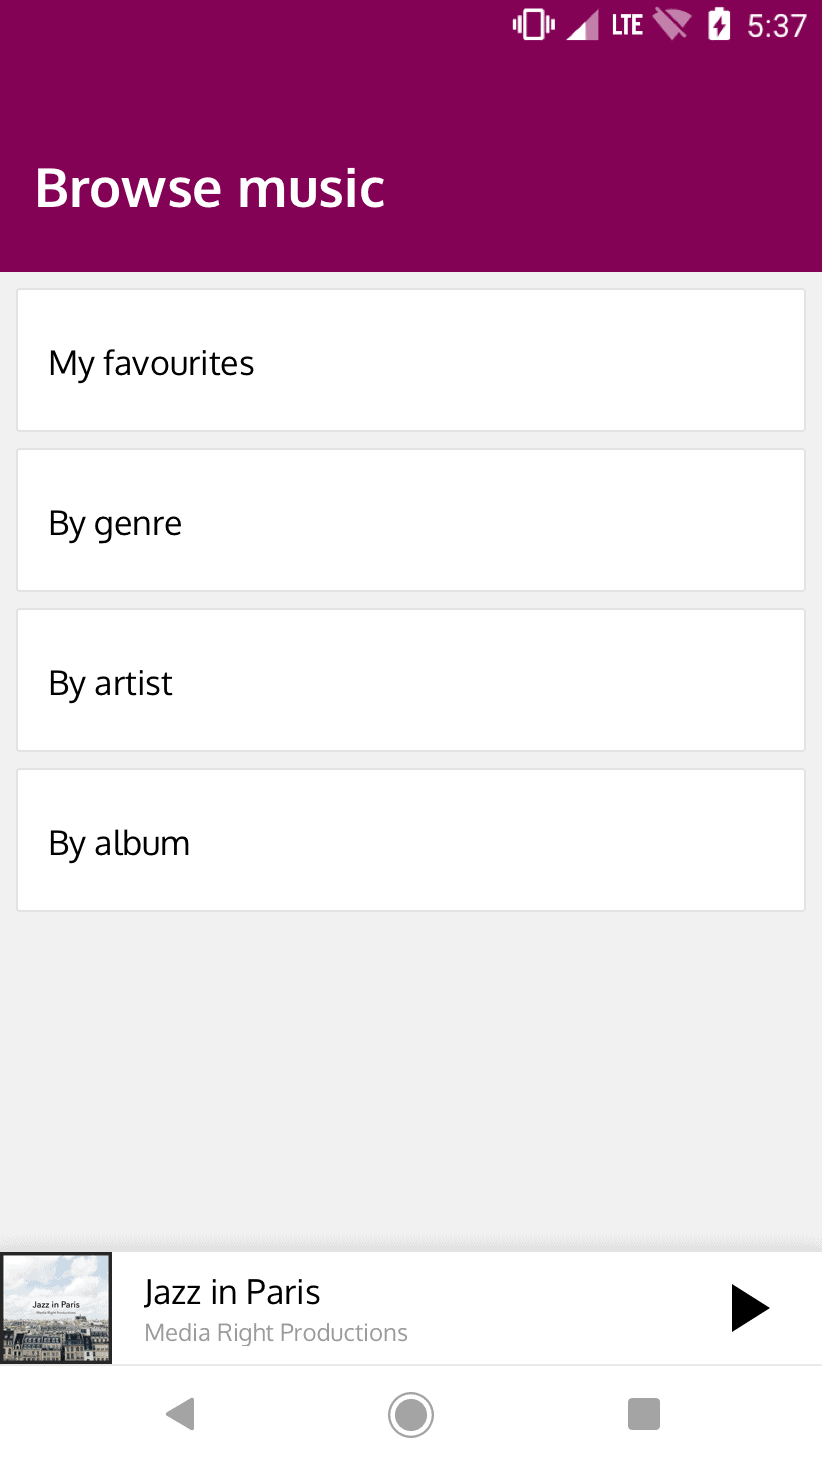 LTE 5:37
Browse music
My favourites
By genre
By artist
By album
Jazz in Paris
Media Right Productions
Jazz in Paris
Media Right Productions